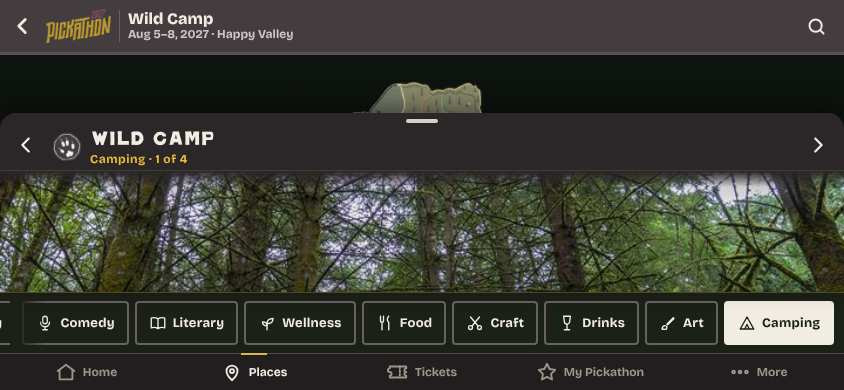 PICKATHON
Wild Camp
Aug 5–8, 2027 · Happy Valley
WILD CAMP
Camping · 1 of 4
Comedy
Literary
Wellness
Food
Craft
Drinks
Art
Camping
Home
Places
Tickets
My Pickathon
More